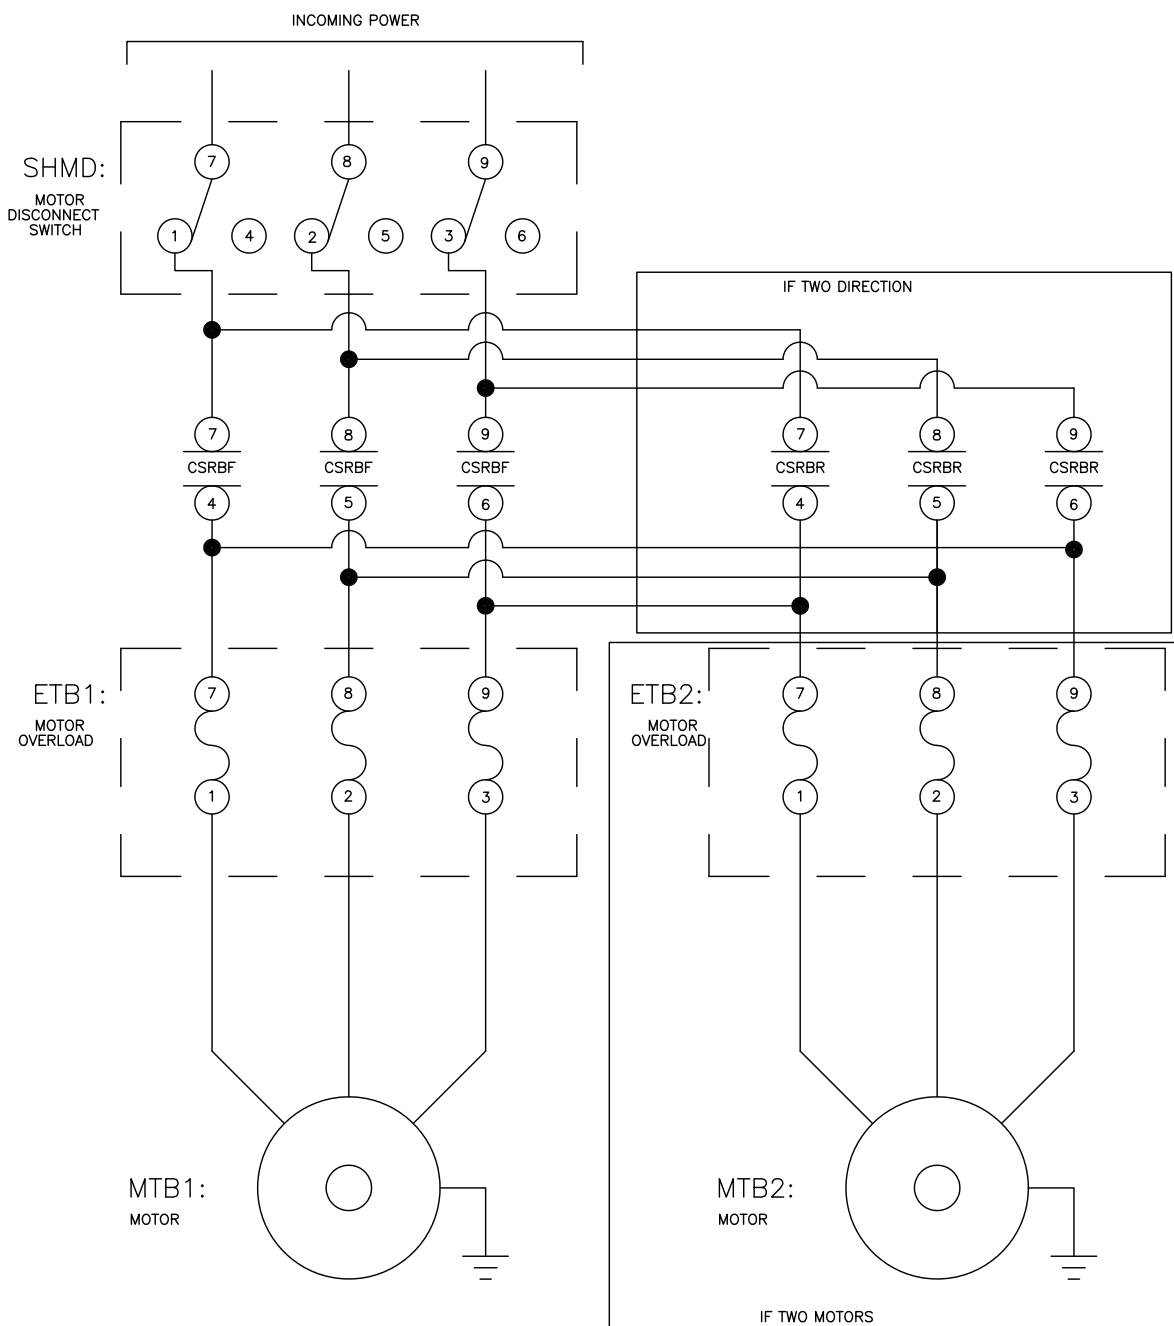 INCOMING POWER
SHMD:
MOTOR
DISCONNECT
SWITCH
7 8 9
1 4 2 5 3 6
IF TWO DIRECTION
7 8 9 7 8 9
CSRBF CSRBF CSRBF CSRBR CSRBR CSRBR
4 5 6 4 5 6
ETB1:
MOTOR
OVERLOAD
7 8 9
1 2 3
ETB2:
MOTOR
OVERLOAD
7 8 9
1 2 3
MTB1:
MOTOR
MTB2:
MOTOR
IF TWO MOTORS